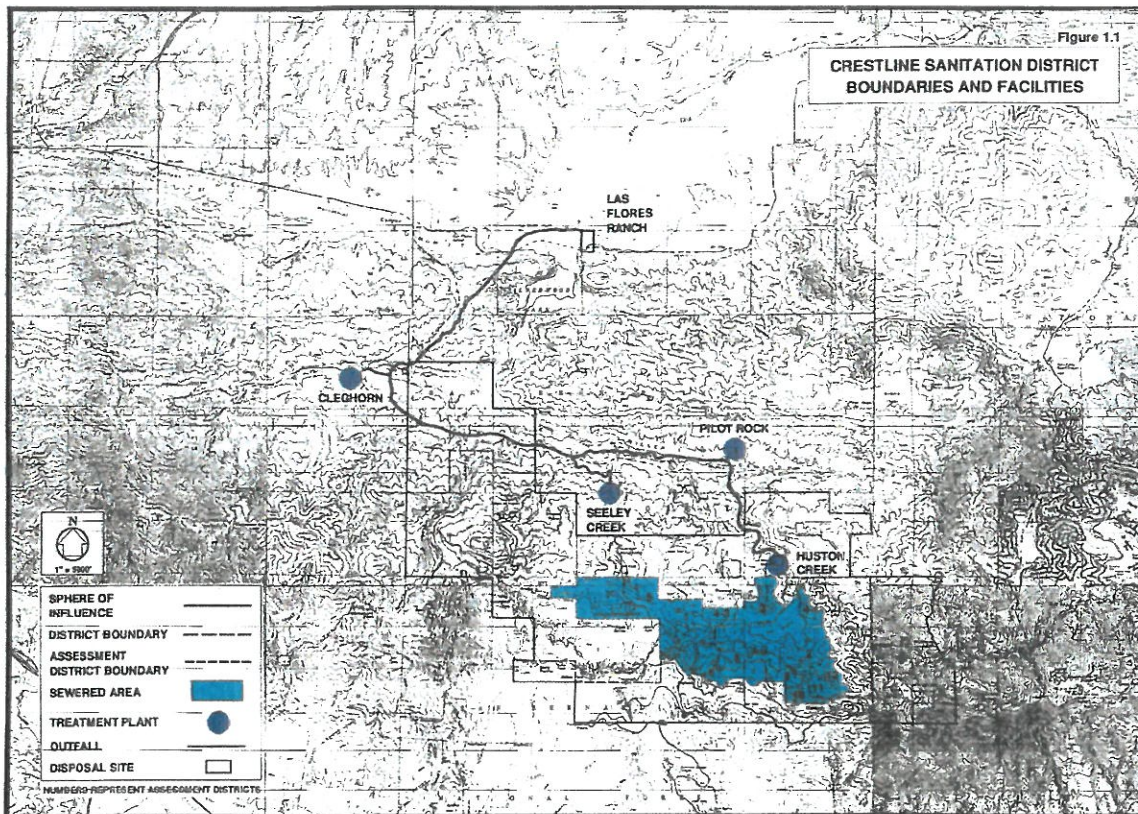 Figure 1.1
CRESTLINE SANITATION DISTRICT
BOUNDARIES AND FACILITIES
LAS
FLORES
RANCH
CLEGHORN
PILOT ROCK
SEELEY
CREEK
HUSTON
CREEK
N
1" = 5000'
SPHERE OF
INFLUENCE
DISTRICT BOUNDARY
ASSESSMENT
DISTRICT BOUNDARY
SEWERED AREA
TREATMENT PLANT
OUTFALL
DISPOSAL SITE
NUMBERS REPRESENT ASSESSMENT DISTRICTS